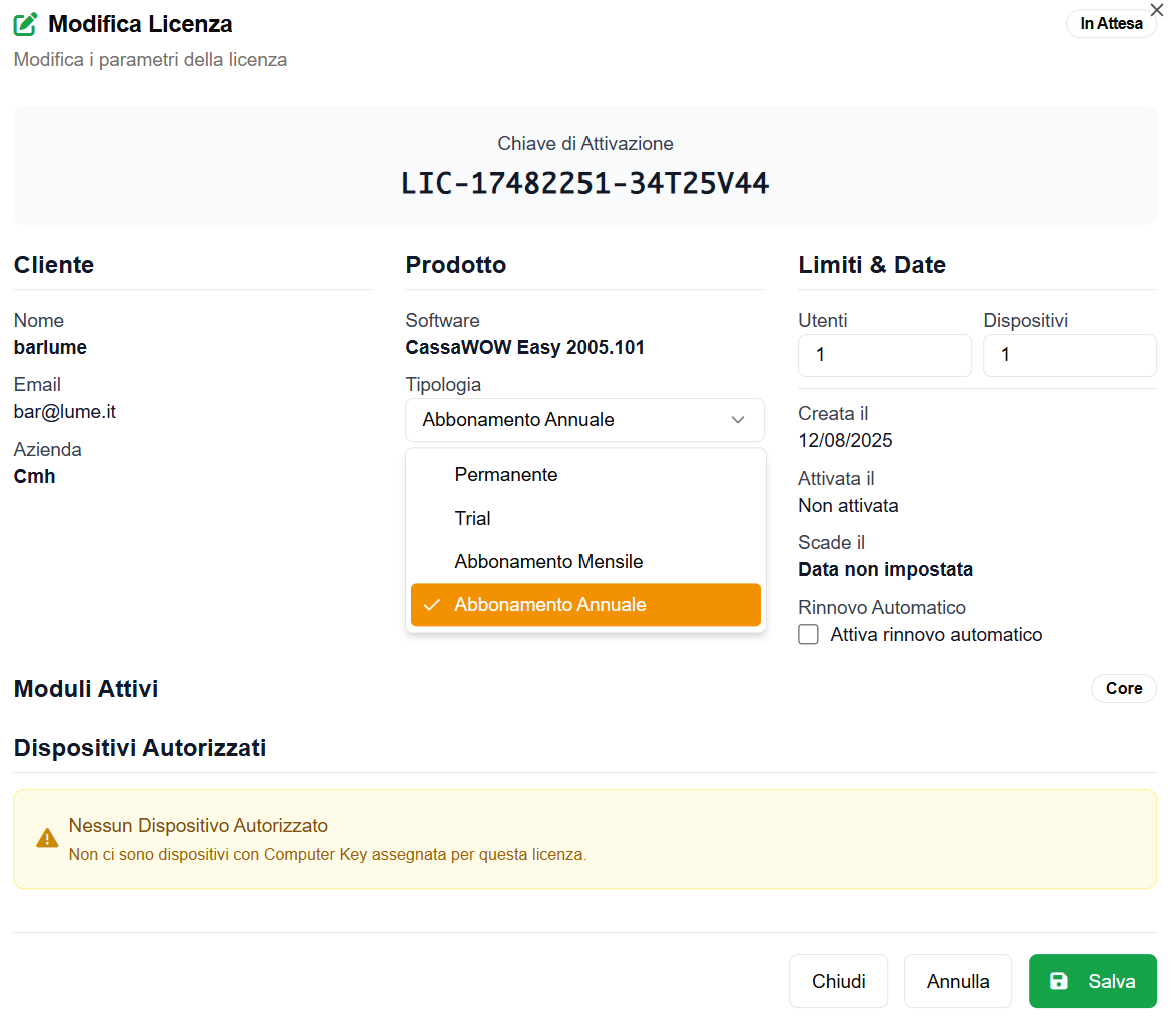 Modifica Licenza
In Attesa
Modifica i parametri della licenza
Chiave di Attivazione
LIC-17482251-34T25V44
Cliente
Nome
barlume
Email
bar@lume.it
Azienda
Cmh
Prodotto
Software
CassaWOW Easy 2005.101
Tipologia
Abbonamento Annuale
Permanente
Trial
Abbonamento Mensile
Abbonamento Annuale
Limiti & Date
Utenti
1
Dispositivi
1
Creata il
12/08/2025
Attivata il
Non attivata
Scade il
Data non impostata
Rinnovo Automatico
Attiva rinnovo automatico
Moduli Attivi
Core
Dispositivi Autorizzati
Nessun Dispositivo Autorizzato
Non ci sono dispositivi con Computer Key assegnata per questa licenza.
Chiudi
Annulla
Salva